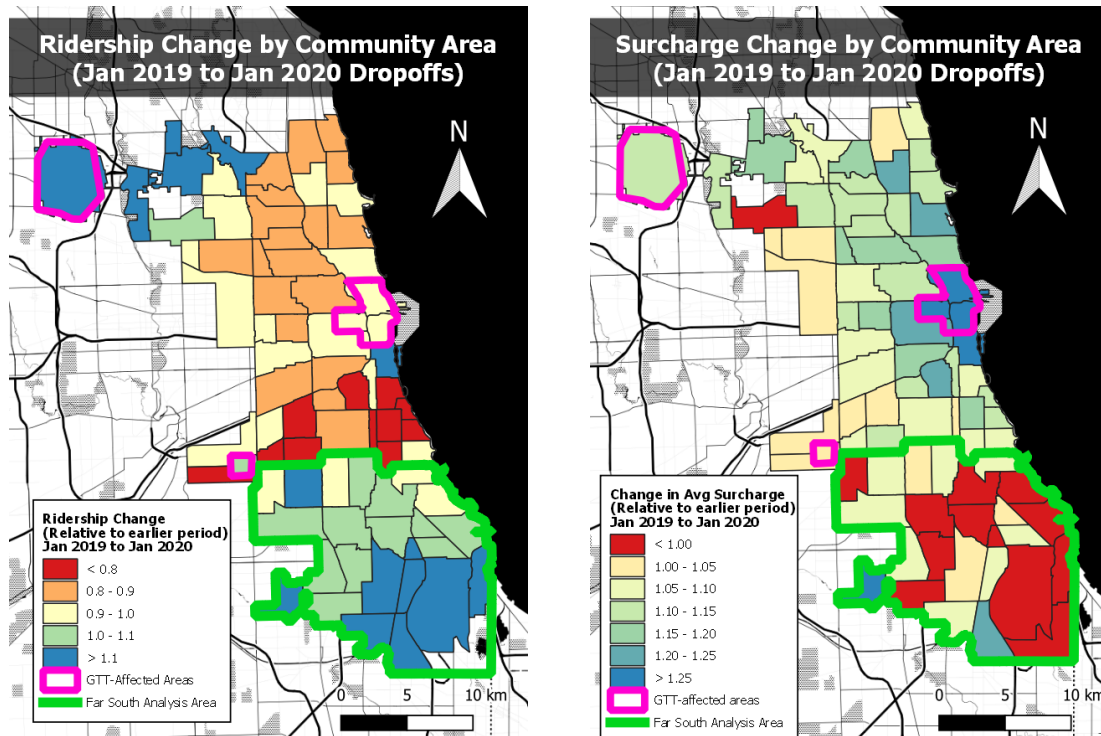 Ridership Change by Community Area
(Jan 2019 to Jan 2020 Dropoffs)
N
Ridership Change
(Relative to earlier period)
Jan 2019 to Jan 2020
< 0.8
0.8 - 0.9
0.9 - 1.0
1.0 - 1.1
> 1.1
GTT-Affected Areas
Far South Analysis Area
0 5 10 km
Surcharge Change by Community Area
(Jan 2019 to Jan 2020 Dropoffs)
N
Change in Avg Surcharge
(Relative to earlier period)
Jan 2019 to Jan 2020
< 1.00
1.00 - 1.05
1.05 - 1.10
1.10 - 1.15
1.15 - 1.20
1.20 - 1.25
> 1.25
GTT-affected areas
Far South Analysis Area
0 5 10 km